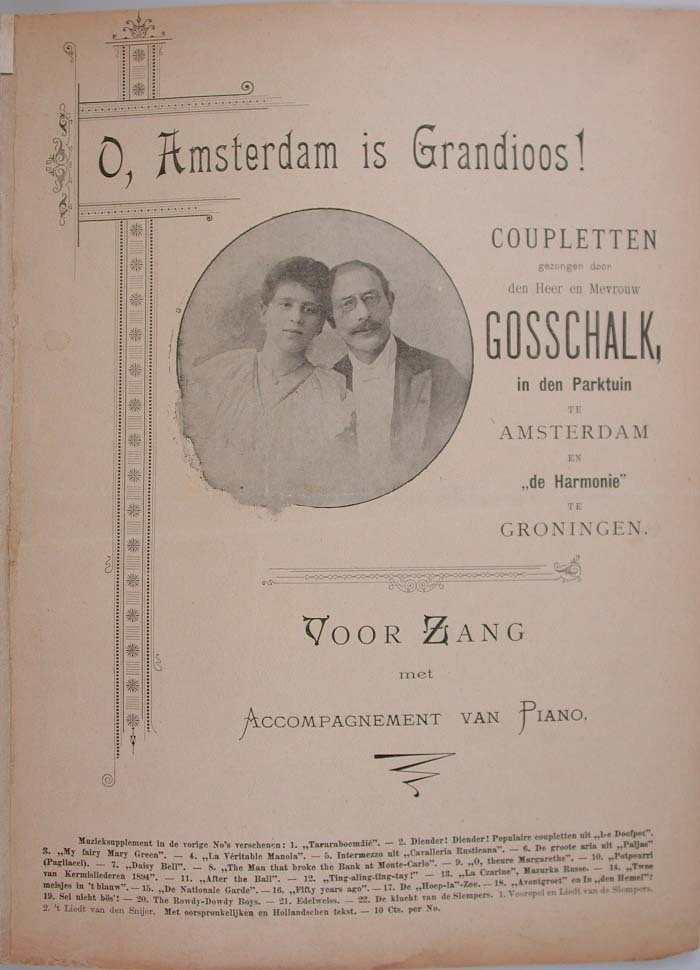 O, Amsterdam is Grandioos!
COUPLETTEN
gezongen door
den Heer en Mevrouw
GOSSCHALK,
in den Parktuin
TE
AMSTERDAM
EN
„de Harmonie”
TE
GRONINGEN.
VOOR ZANG
met
ACCOMPAGNEMENT VAN PIANO.
Muzieksupplement in de vorige No's verschenen: 1. „Tararaboemdié”. — 2. Diender! Diender! Populaire coupletten uit „De Doofpot”.
3. „My fairy Mary Green”. — 4. „La Véritable Manola”. — 5. Intermezzo uit „Cavalleria Rusticana”. — 6. De groote aria uit „Paljas”
(Pagliacci). — 7. „Daisy Bell”. — 8. „The Man that broke the Bank at Monte-Carlo”. — 9. „O, theure Margarethe”. — 10. „Potpourri
van Kermisliederen 1894”. — 11. „After the Ball”. — 12. „Ting-aling-ting-tay!” — 13. „La Czarine”, Mazurka Russe. — 14. „Twee
meisjes in 't blauw”. — 15. „De Nationale Garde”. — 16. „Fifty years ago”. — 17. De „Hoep-la”-Zee. — 18. „Avontgroet” en In „den Hemel”!
19. Sei nicht bös'! — 20. The Rowdy-Dowdy Boys. — 21. Edelweiss. — 22. De klucht van de Slempers. 1. Voorspel en Liedt van de Slempers.
2. 't Liedt van den Snijer. Met oorspronkelijken en Hollandschen tekst. — 10 Cts. per No.